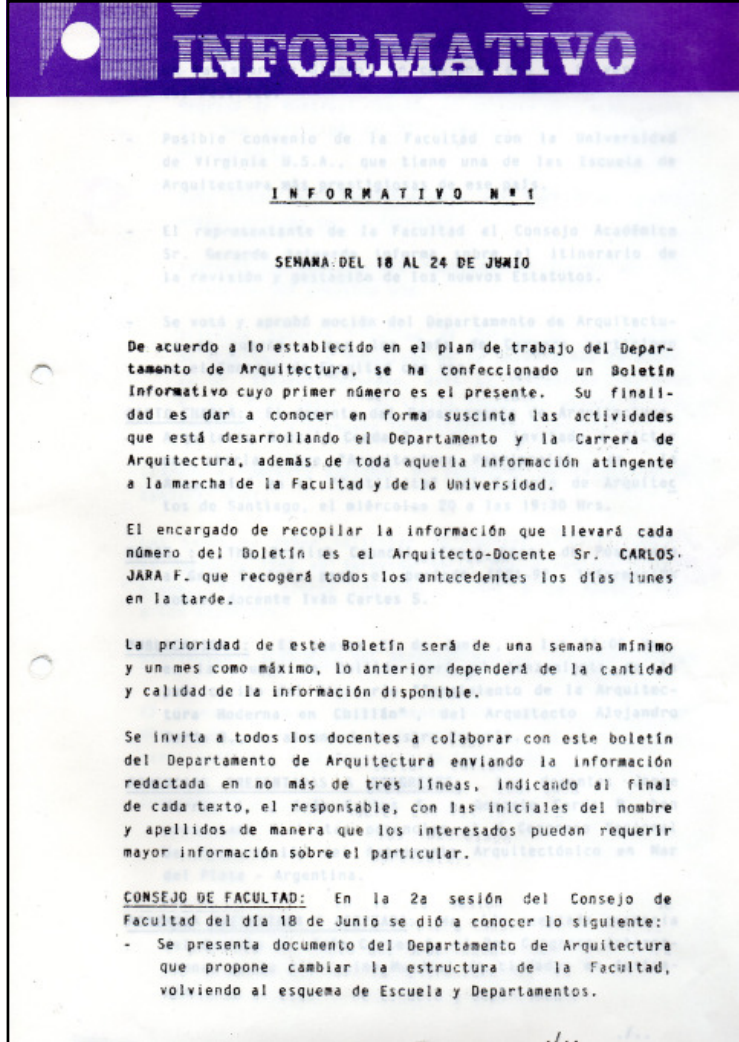 INFORMATIVO
INFORMATIVO N°1
SEMANA DEL 18 AL 24 DE JUNIO
De acuerdo a lo establecido en el plan de trabajo del Depar-
tamento de Arquitectura, se ha confeccionado un Boletín
Informativo cuyo primer número es el presente. Su finali-
dad es dar a conocer en forma suscinta las actividades
que está desarrollando el Departamento y la Carrera de
Arquitectura, además de toda aquella información atingente
a la marcha de la Facultad y de la Universidad.
El encargado de recopilar la información que llevará cada
número del Boletín es el Arquitecto-Docente Sr. CARLOS
JARA F. que recogerá todos los antecedentes los días lunes
en la tarde.
La prioridad de este Boletín será de una semana mínimo
y un mes como máximo, lo anterior dependerá de la cantidad
y calidad de la información disponible.
Se invita a todos los docentes a colaborar con este boletín
del Departamento de Arquitectura enviando la información
redactada en no más de tres líneas, indicando al final
de cada texto, el responsable, con las iniciales del nombre
y apellidos de manera que los interesados puedan requerir
mayor información sobre el particular.
CONSEJO DE FACULTAD: En la 2a sesión del Consejo de
Facultad del día 18 de Junio se dió a conocer lo siguiente:
- Se presenta documento del Departamento de Arquitectura
que propone cambiar la estructura de la Facultad,
volviendo al esquema de Escuela y Departamentos.